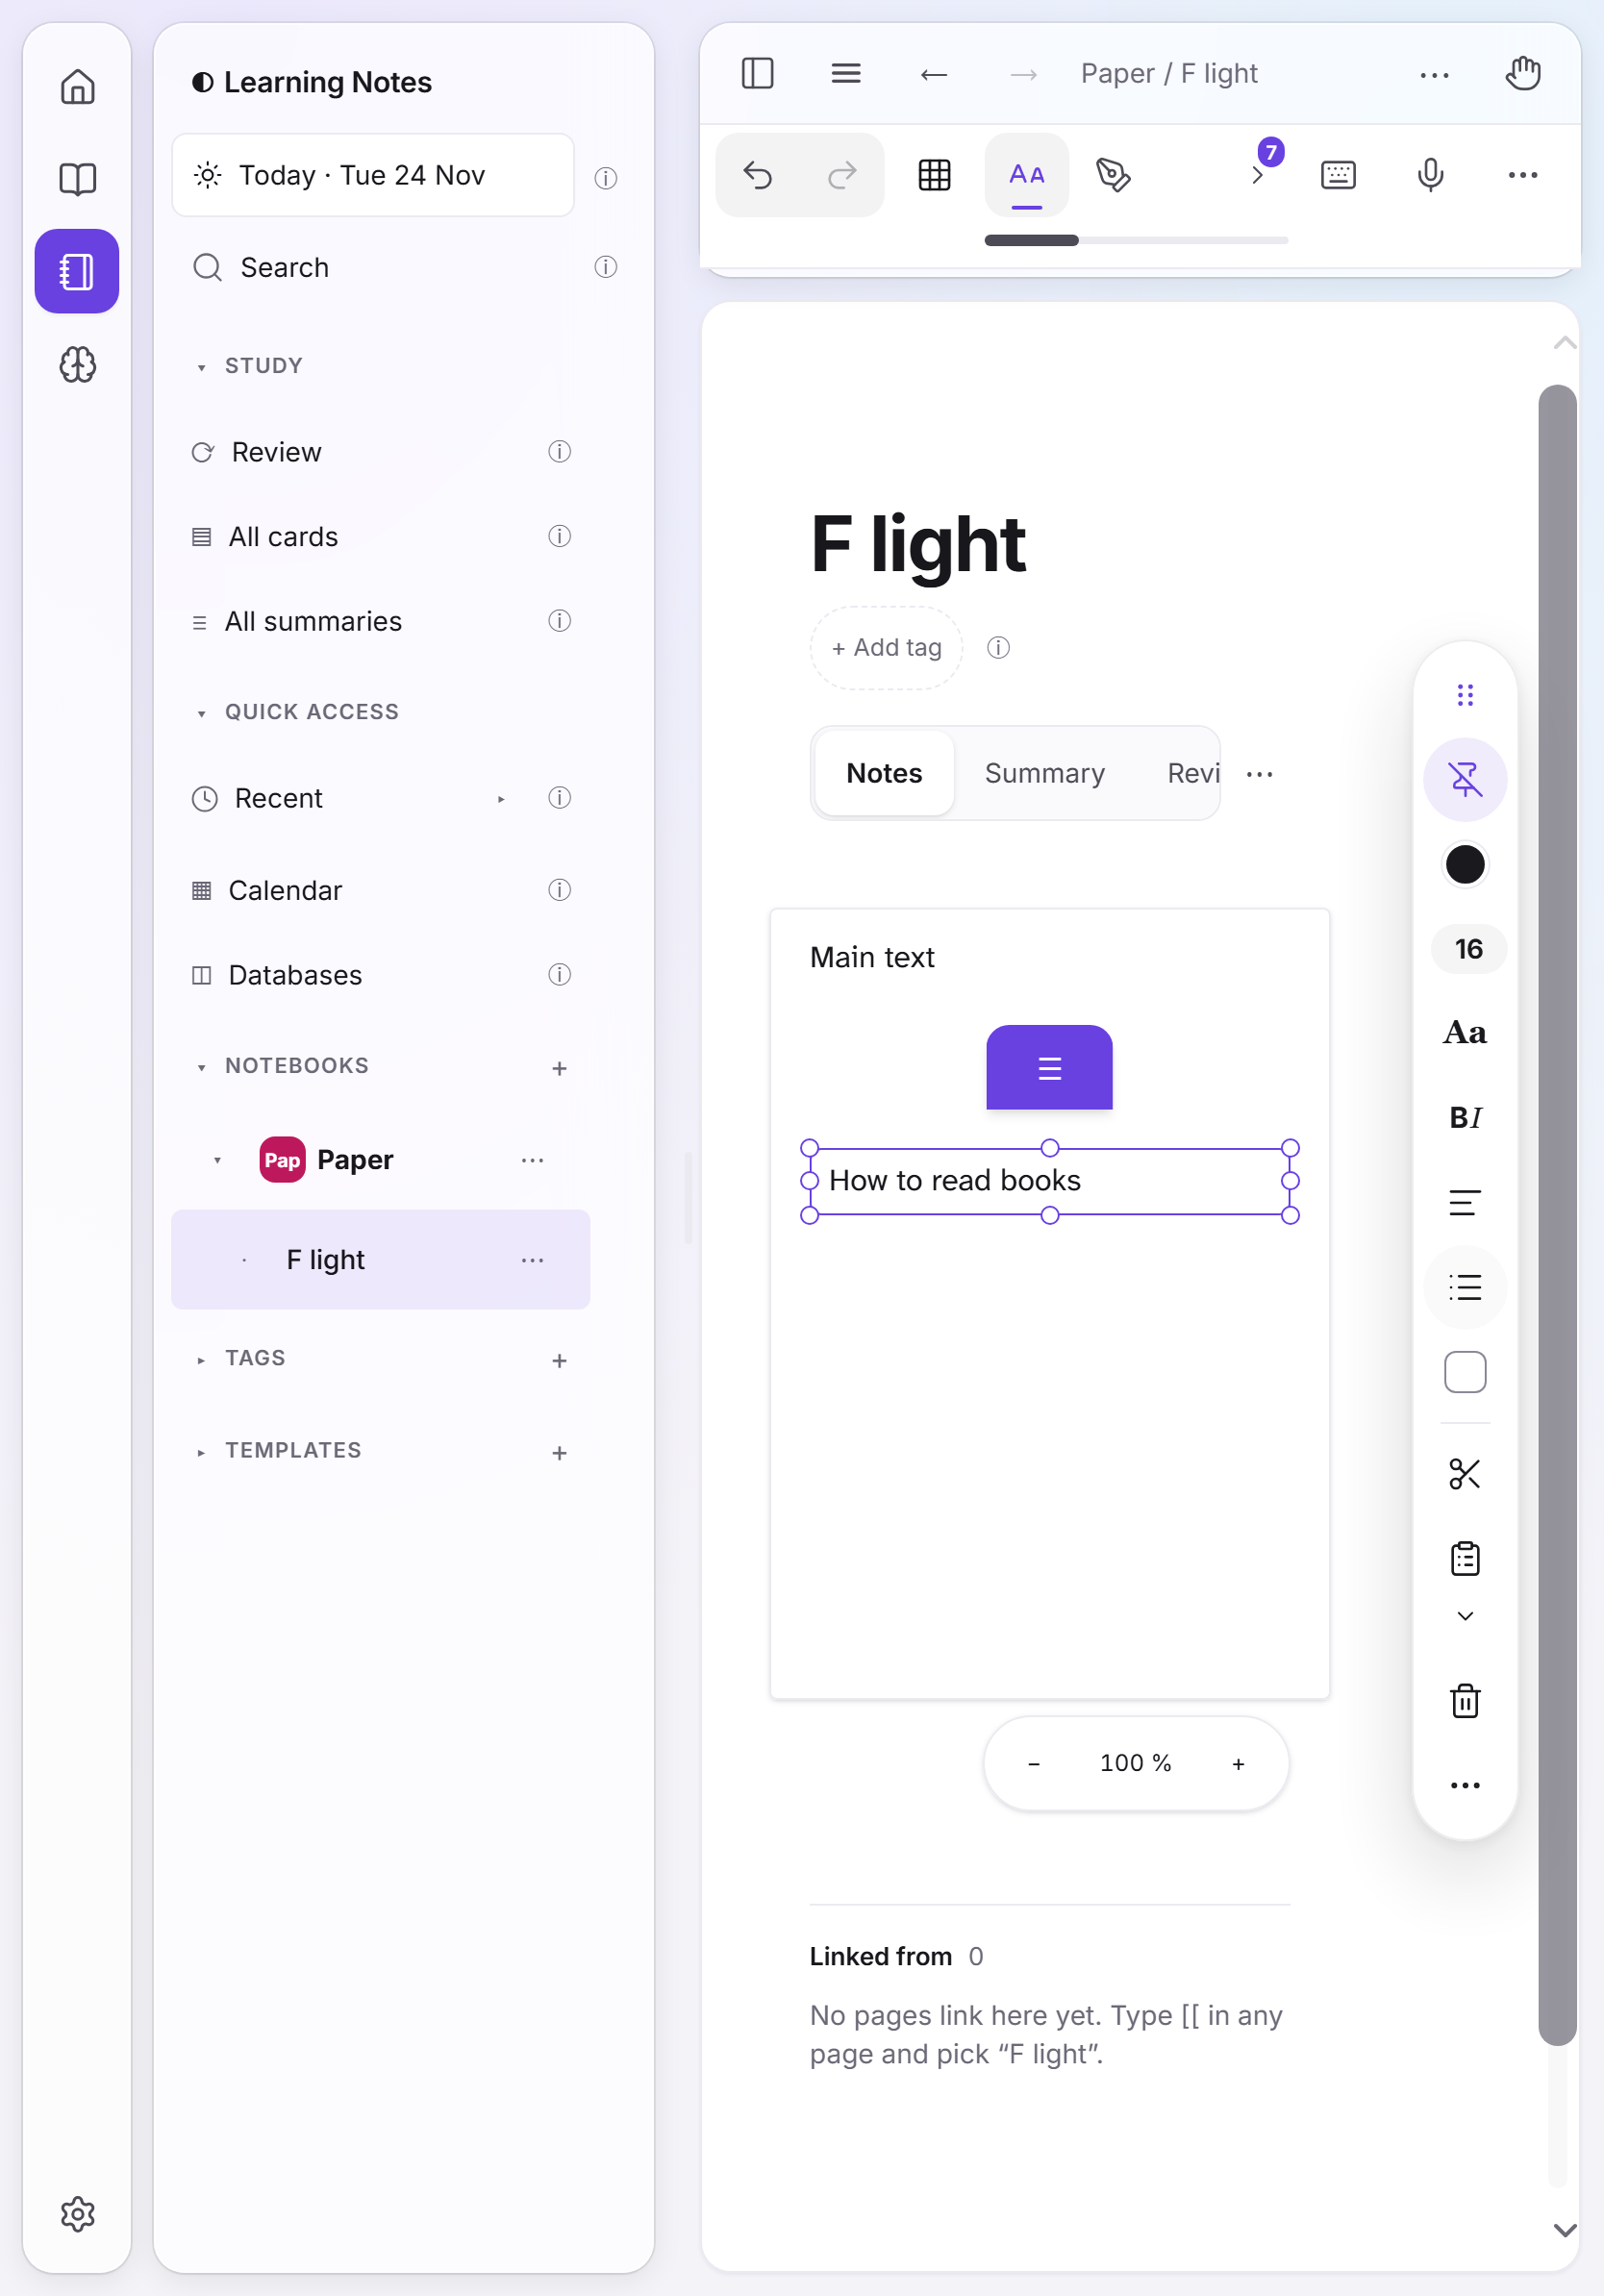 Learning Notes
Today · Tue 24 Nov
Search
STUDY
Review
All cards
All summaries
QUICK ACCESS
Recent
Calendar
Databases
NOTEBOOKS
Pap Paper
F light
TAGS
TEMPLATES
Paper / F light
7
F light
+ Add tag
Notes Summary Revi
Main text
How to read books
16
Aa
BI
− 100 % +
Linked from 0
No pages link here yet. Type [[ in any
page and pick “F light”.